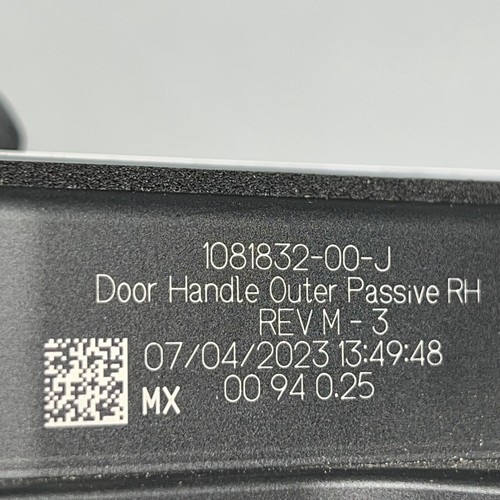 1081832-00-J
Door Handle Outer Passive RH
REV M - 3
07/04/2023 13:49:48
MX 00 94 0.25